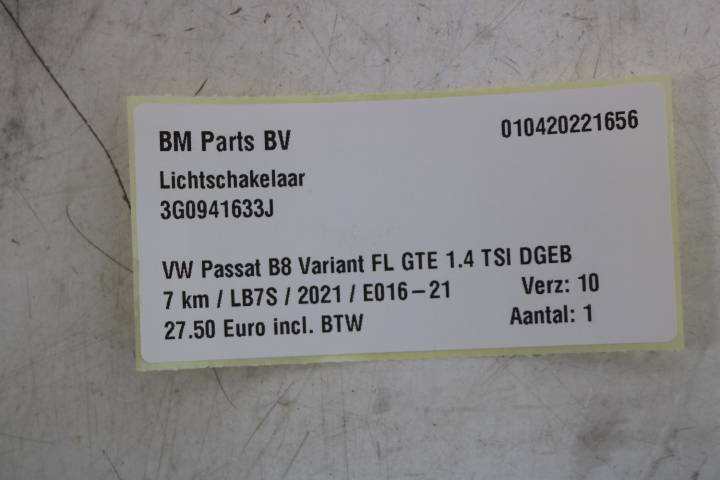 BM Parts BV 010420221656
Lichtschakelaar
3G0941633J
VW Passat B8 Variant FL GTE 1.4 TSI DGEB
7 km / LB7S / 2021 / E016-21 Verz: 10
27.50 Euro incl. BTW Aantal: 1